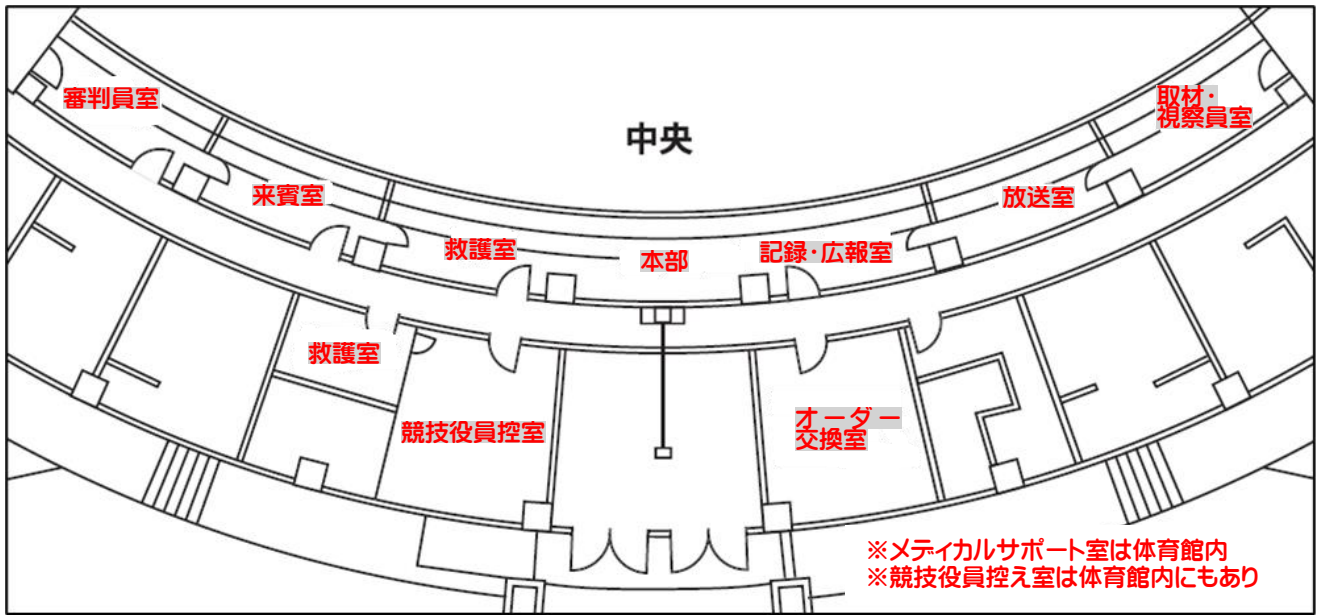 審判員室
取材・
視察員室
中央
来賓室
放送室
救護室
本部
記録・広報室
救護室
競技役員控室
オーダー
交換室
※メディカルサポート室は体育館内
※競技役員控え室は体育館内にもあり